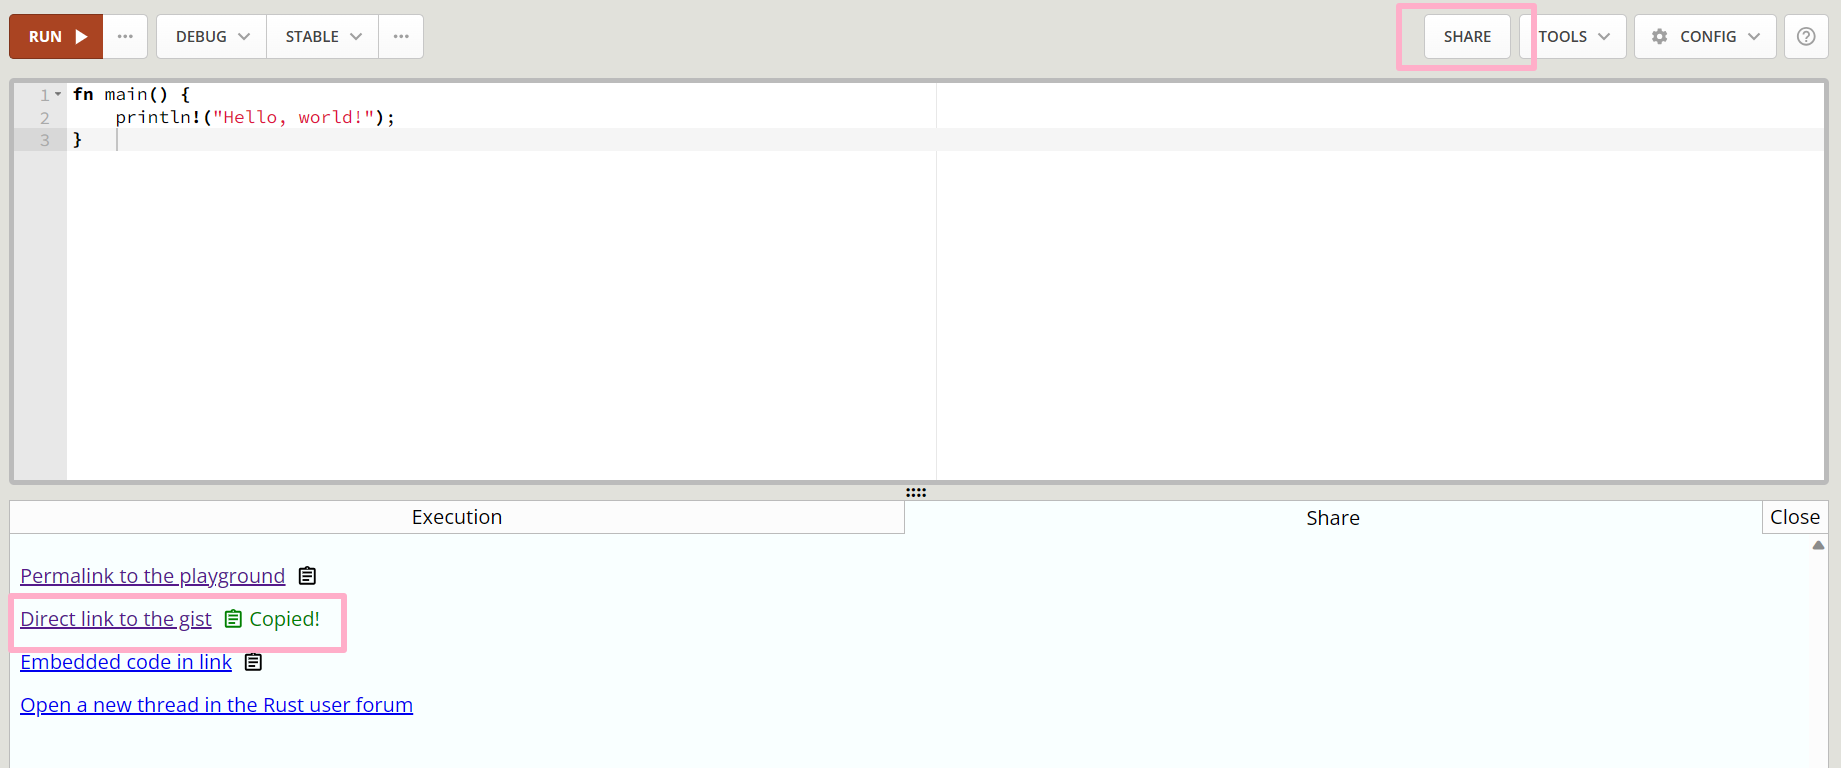 RUN ... DEBUG STABLE ... SHARE TOOLS CONFIG ?
1 fn main() {
2 println!("Hello, world!");
3 }
Execution Share Close
Permalink to the playground
Direct link to the gist Copied!
Embedded code in link
Open a new thread in the Rust user forum